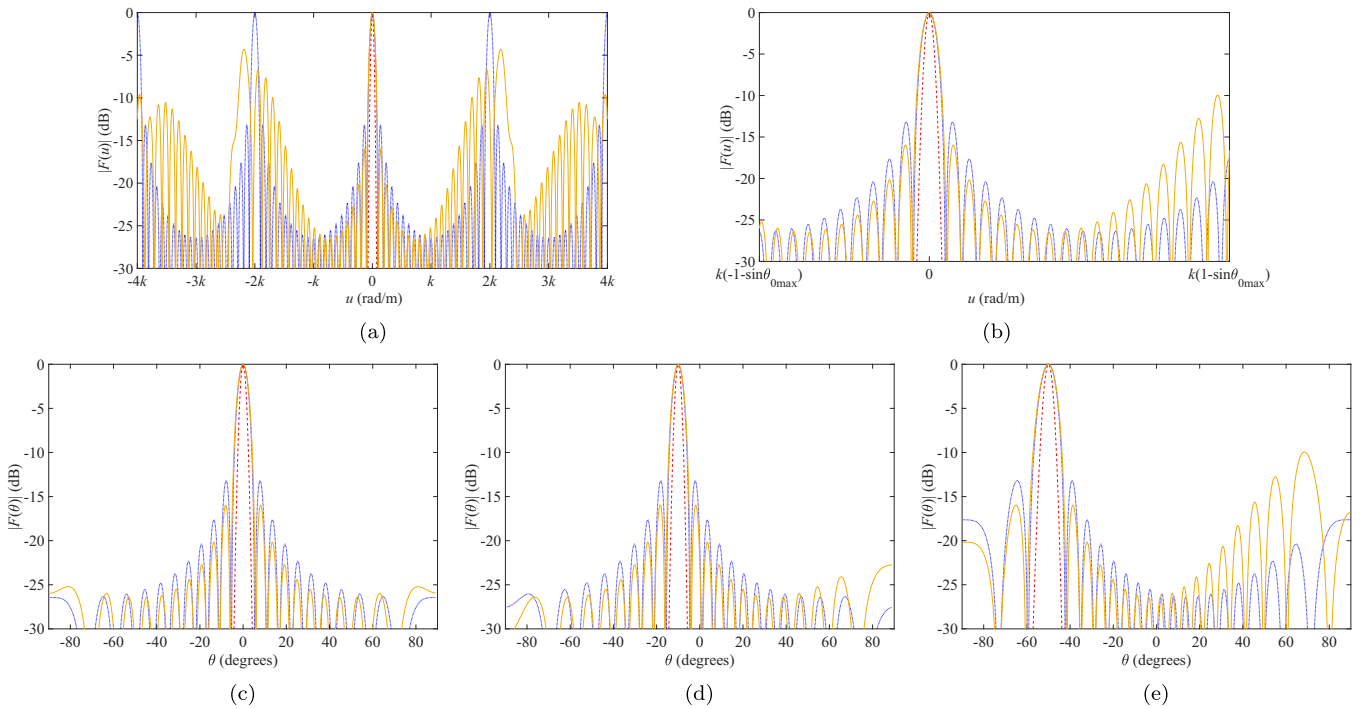 0
-5
-10
-15
-20
-25
-30
|F(u)| (dB)
-4k -3k -2k -k 0 k 2k 3k 4k
u (rad/m)
(a)
0
-5
-10
-15
-20
-25
-30
|F(u)| (dB)
k(-1-sinθ0max) 0 k(1-sinθ0max)
u (rad/m)
(b)
0
-5
-10
-15
-20
-25
-30
|F(θ)| (dB)
-80 -60 -40 -20 0 20 40 60 80
θ (degrees)
(c)
0
-5
-10
-15
-20
-25
-30
|F(θ)| (dB)
-80 -60 -40 -20 0 20 40 60 80
θ (degrees)
(d)
0
-5
-10
-15
-20
-25
-30
|F(θ)| (dB)
-80 -60 -40 -20 0 20 40 60 80
θ (degrees)
(e)